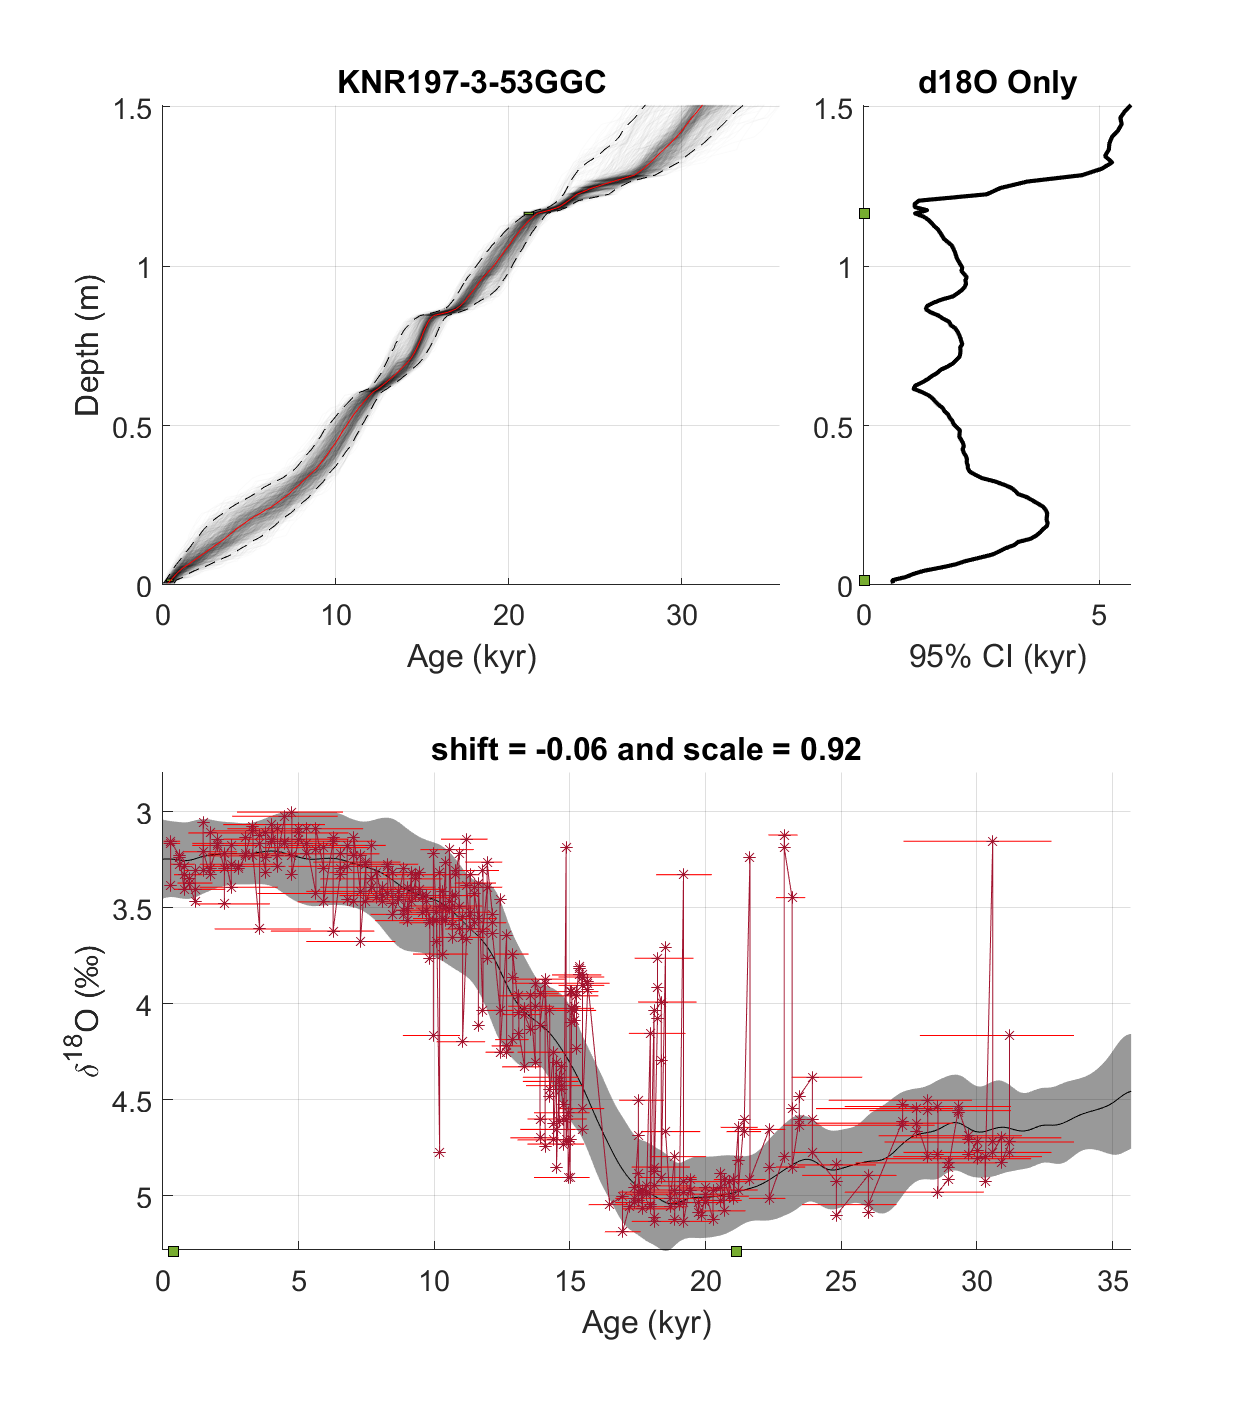 KNR197-3-53GGC
d18O Only
1.5
1
0.5
0
Depth (m)
0 10 20 30
Age (kyr)
1.5
1
0.5
0
0 5
95% CI (kyr)
shift = -0.06 and scale = 0.92
3
3.5
4
4.5
5
δ18O (‰)
0 5 10 15 20 25 30 35
Age (kyr)